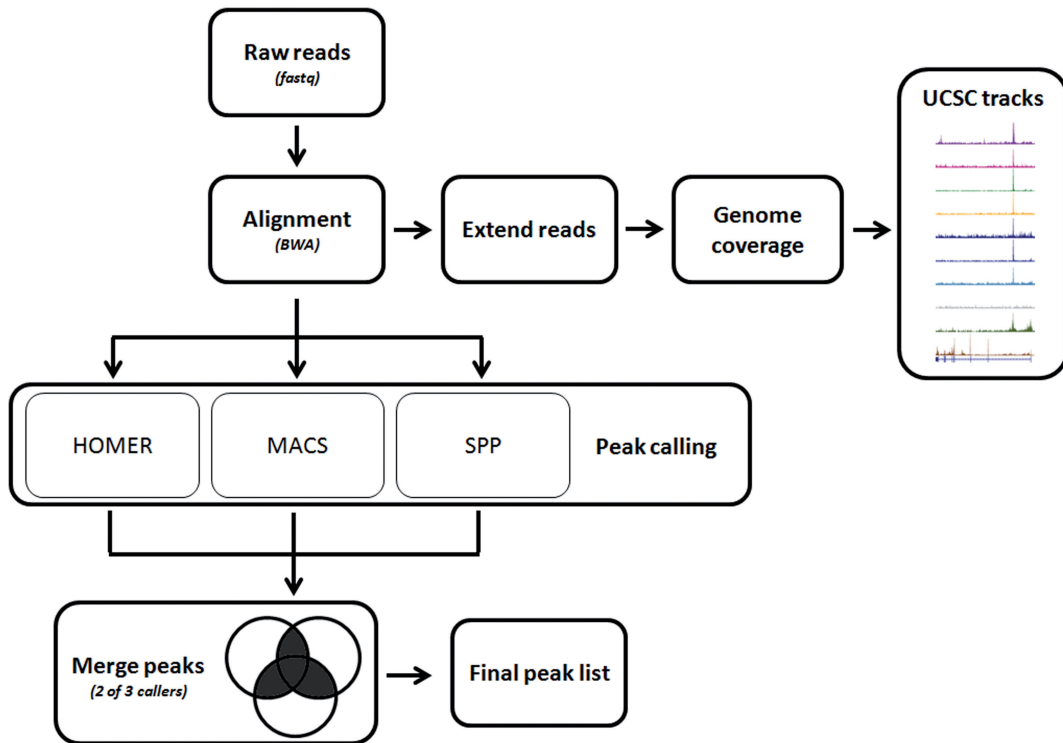 Raw reads
(fastq)
UCSC tracks
Alignment
(BWA)
Extend reads
Genome
coverage
HOMER
MACS
SPP
Peak calling
Merge peaks
(2 of 3 callers)
Final peak list